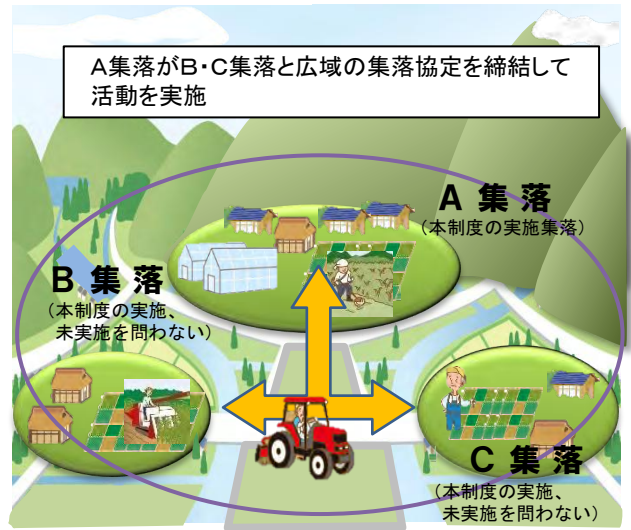 A集落がB・C集落と広域の集落協定を締結して
活動を実施
A 集 落
(本制度の実施集落)
B 集 落
(本制度の実施、
未実施を問わない)
C 集 落
(本制度の実施、
未実施を問わない)